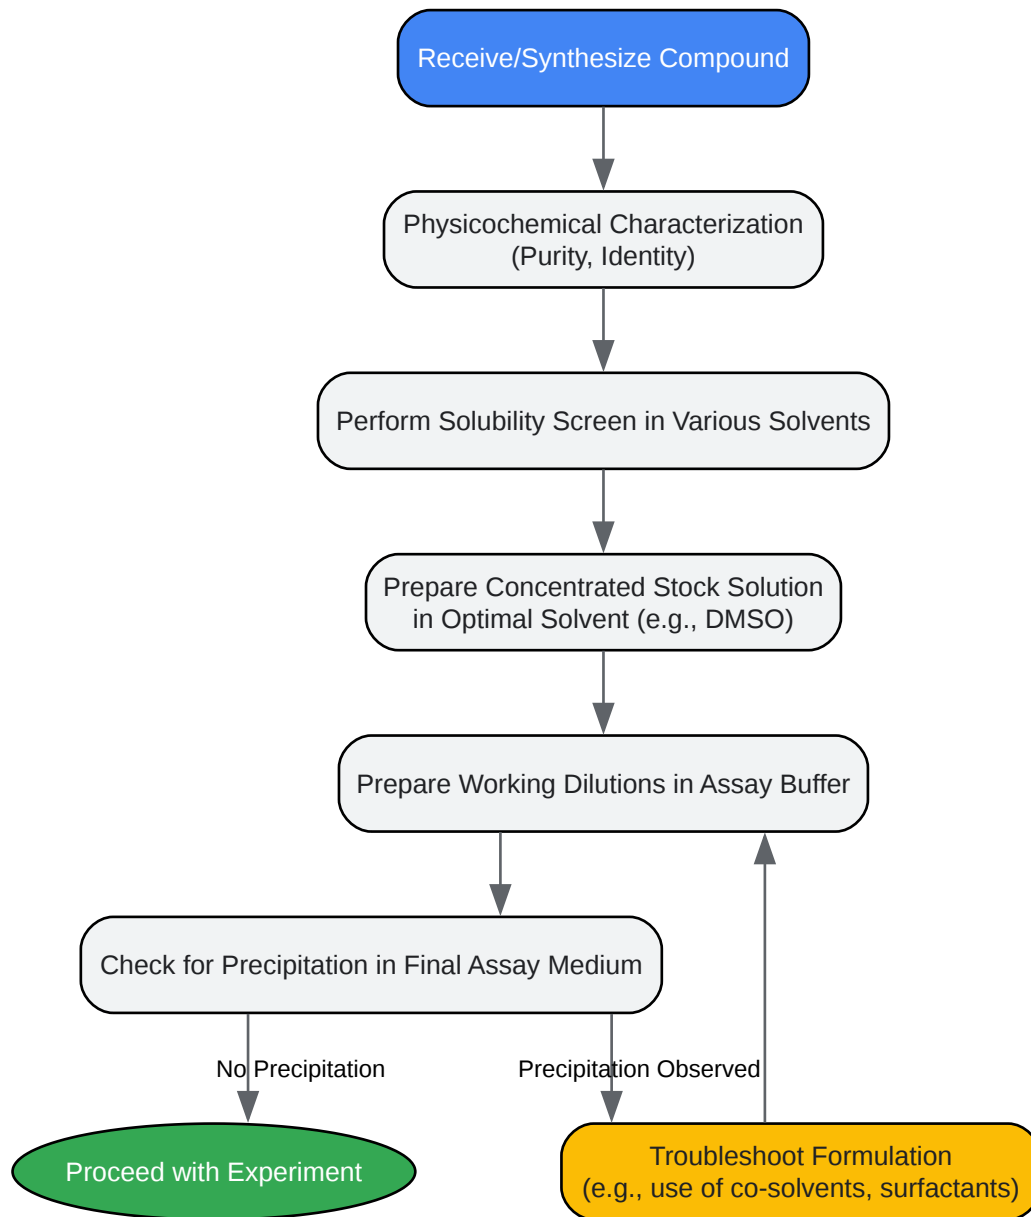 Receive/Synthesize Compound
Physicochemical Characterization
(Purity, Identity)
Perform Solubility Screen in Various Solvents
Prepare Concentrated Stock Solution
in Optimal Solvent (e.g., DMSO)
Prepare Working Dilutions in Assay Buffer
Check for Precipitation in Final Assay Medium
No Precipitation
Precipitation Observed
Proceed with Experiment
Troubleshoot Formulation
(e.g., use of co-solvents, surfactants)